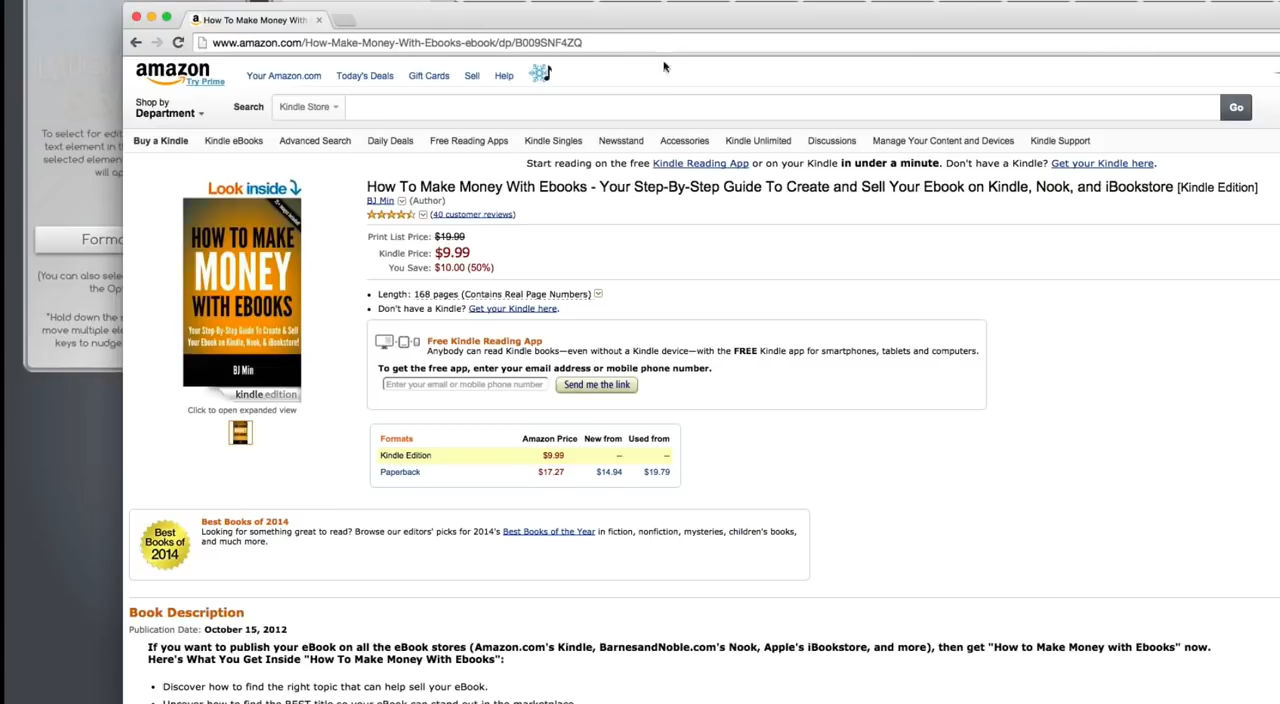 How To Make Money With
www.amazon.com/How-Make-Money-With-Ebooks-ebook/dp/B009SNF4ZQ
amazon
Try Prime
Your Amazon.com Today's Deals Gift Cards Sell Help
Shop by
Department
Search Kindle Store Go
Buy a Kindle Kindle eBooks Advanced Search Daily Deals Free Reading Apps Kindle Singles Newsstand Accessories Kindle Unlimited Discussions Manage Your Content and Devices Kindle Support
Start reading on the free Kindle Reading App or on your Kindle in under a minute. Don't have a Kindle? Get your Kindle here.
Look inside
HOW TO MAKE
MONEY
WITH EBOOKS
Your Step-By-Step Guide To Create & Sell
Your Ebook on Kindle, Nook, & iBookstore!
BJ Min
kindle edition
Click to open expanded view
How To Make Money With Ebooks - Your Step-By-Step Guide To Create and Sell Your Ebook on Kindle, Nook, and iBookstore [Kindle Edition]
BJ Min (Author)
(40 customer reviews)
Print List Price: $19.99
Kindle Price: $9.99
You Save: $10.00 (50%)
Length: 168 pages (Contains Real Page Numbers)
Don't have a Kindle? Get your Kindle here.
Free Kindle Reading App
Anybody can read Kindle books—even without a Kindle device—with the FREE Kindle app for smartphones, tablets and computers.
To get the free app, enter your email address or mobile phone number.
Enter your email or mobile phone number Send me the link
Formats Amazon Price New from Used from
Kindle Edition $9.99 – –
Paperback $17.27 $14.94 $19.79
Best
Books of
2014
Best Books of 2014
Looking for something great to read? Browse our editors' picks for 2014's Best Books of the Year in fiction, nonfiction, mysteries, children's books,
and much more.
Book Description
Publication Date: October 15, 2012
If you want to publish your eBook on all the eBook stores (Amazon.com's Kindle, BarnesandNoble.com's Nook, Apple's iBookstore, and more), then get "How to Make Money with Ebooks" now.
Here's What You Get Inside "How To Make Money With Ebooks":
Discover how to find the right topic that can help sell your eBook.
Uncover how to find the BEST title so your eBook can stand out in the marketplace.
To select for edit
text element in t
selected elemen
will ap
Forma
(You can also sele
the Op
"Hold down the s
move multiple el
keys to nudge